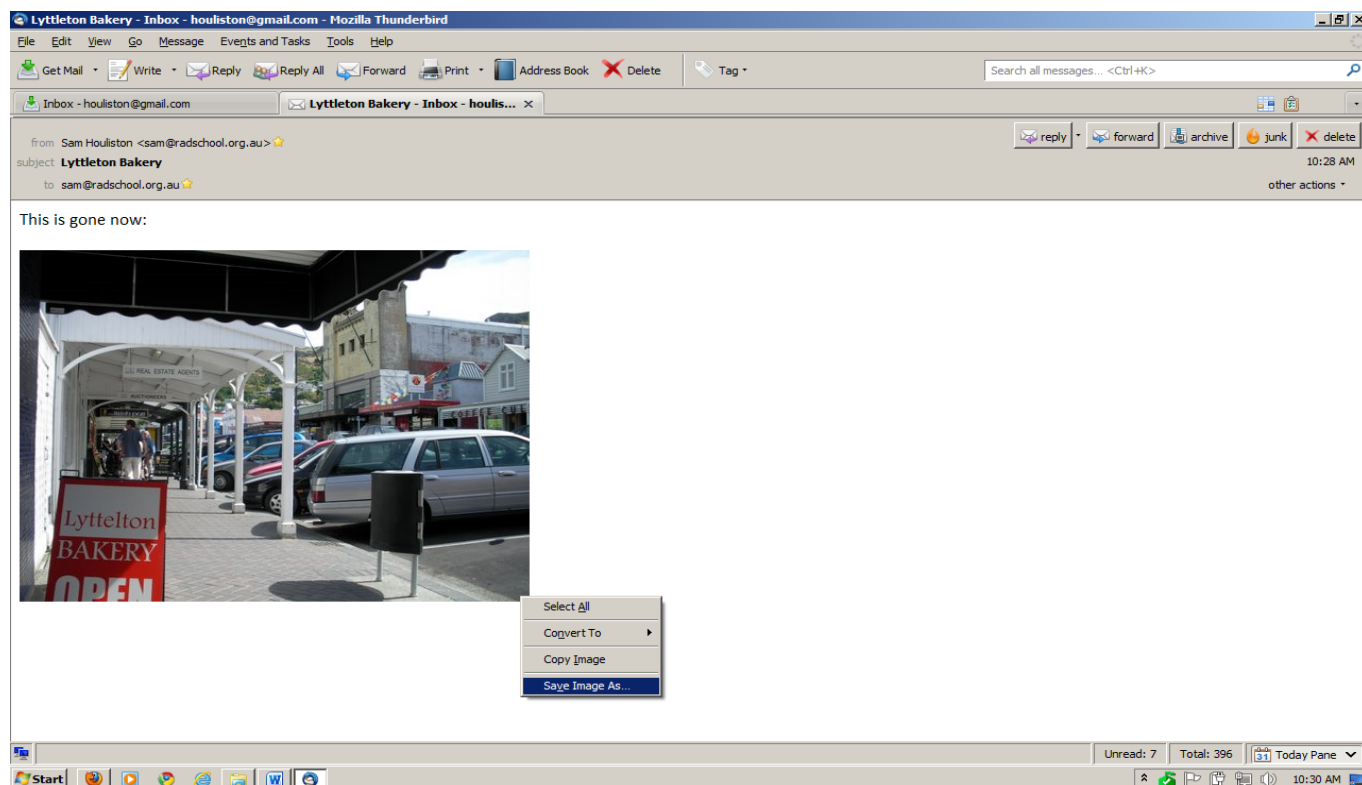 Lyttleton Bakery - Inbox - houliston@gmail.com - Mozilla Thunderbird
File Edit View Go Message Events and Tasks Tools Help
Get Mail Write Reply Reply All Forward Print Address Book Delete Tag Search all messages... <Ctrl+K>
Inbox - houliston@gmail.com Lyttleton Bakery - Inbox - houlis...
from Sam Houliston <sam@radschool.org.au> reply forward archive junk delete
subject Lyttleton Bakery 10:28 AM
to sam@radschool.org.au other actions
This is gone now:
REAL ESTATE AGENTS
AUCTIONEERS
COFFEE
Lyttelton
BAKERY
OPEN
Select All
Convert To
Copy Image
Save Image As...
Unread: 7 Total: 396 31 Today Pane
Start 10:30 AM